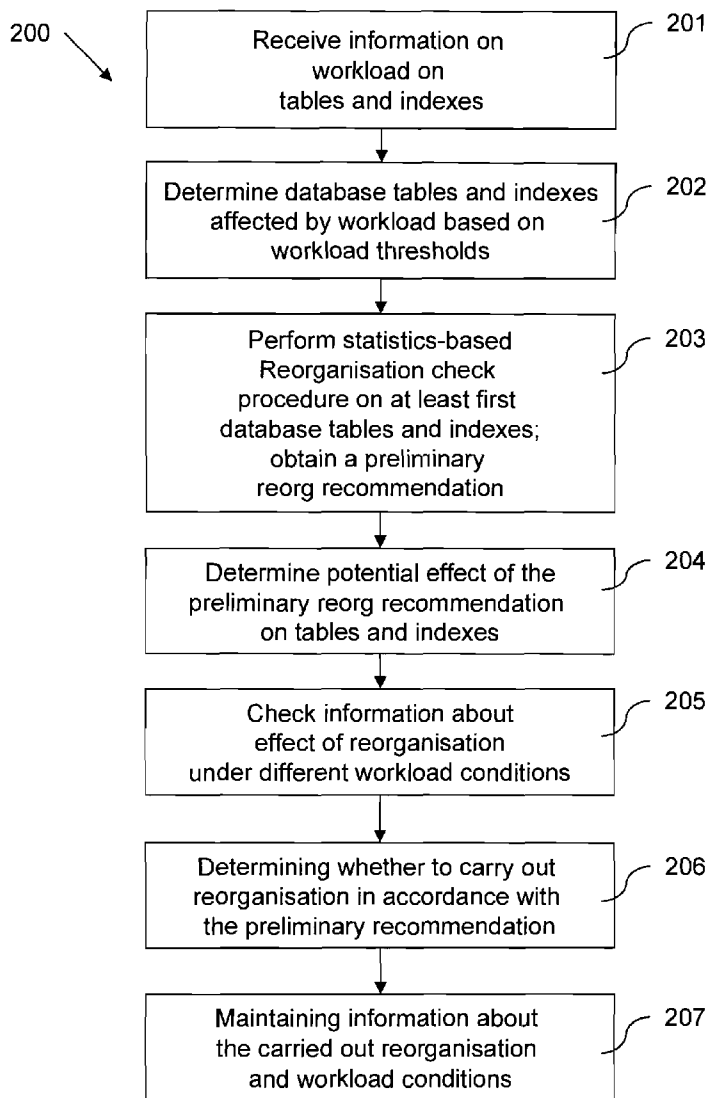 200
201
Receive information on
workload on
tables and indexes
202
Determine database tables and indexes
affected by workload based on
workload thresholds
203
Perform statistics-based
Reorganisation check
procedure on at least first
database tables and indexes;
obtain a preliminary
reorg recommendation
204
Determine potential effect of the
preliminary reorg recommendation
on tables and indexes
205
Check information about
effect of reorganisation
under different workload conditions
206
Determining whether to carry out
reorganisation in accordance with
the preliminary recommendation
207
Maintaining information about
the carried out reorganisation
and workload conditions